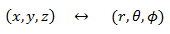 (x, y, z) ↔ (r, θ, ϕ)